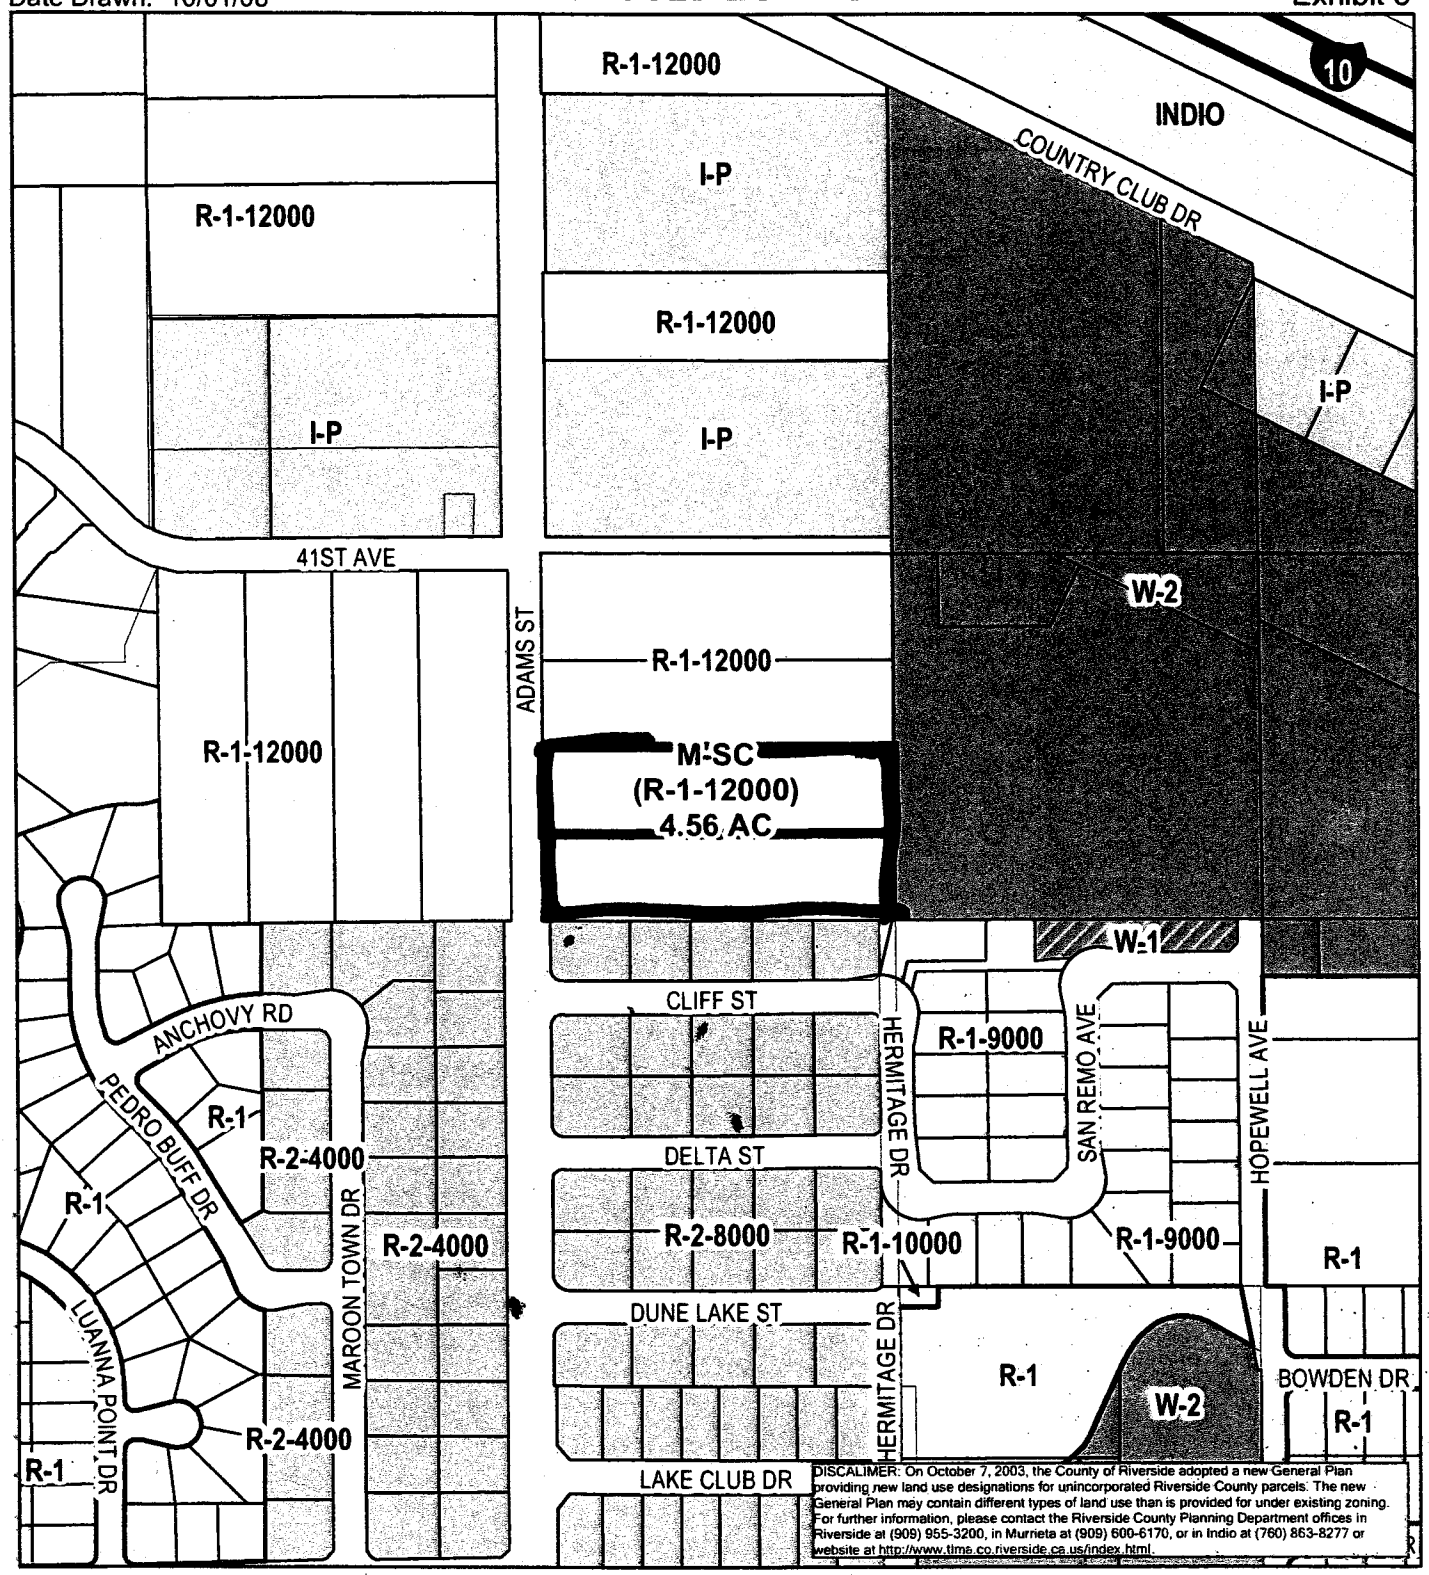 Date Drawn: 10/01/08
Exhibit
R-1-12000
10
INDIO
COUNTRY CLUB DR
I-P
R-1-12000
R-1-12000
I-P
I-P
I-P
41ST AVE
W-2
ADAMS ST
R-1-12000
R-1-12000
M-SC
(R-1-12000)
4.56 AC
W-1
CLIFF ST
ANCHOVY RD
HERMITAGE DR
R-1-9000
SAN REMO AVE
HOPEWELL AVE
PEDRO BUFF DR
R-1
R-2-4000
DELTA ST
R-1
MAROON TOWN DR
R-2-4000
R-2-8000
R-1-10000
R-1-9000
R-1
LUANNA POINT DR
DUNE LAKE ST
HERMITAGE DR
R-1
W-2
BOWDEN DR
R-1
R-2-4000
R-1
LAKE CLUB DR
DISCALIMER: On October 7, 2003, the County of Riverside adopted a new General Plan
providing new land use designations for unincorporated Riverside County parcels. The new
General Plan may contain different types of land use than is provided for under existing zoning.
For further information, please contact the Riverside County Planning Department offices in
Riverside at (909) 955-3200, in Murrieta at (909) 600-6170, or in Indio at (760) 863-8277 or
website at http://www.tlma.co.riverside.ca.us/index.html.